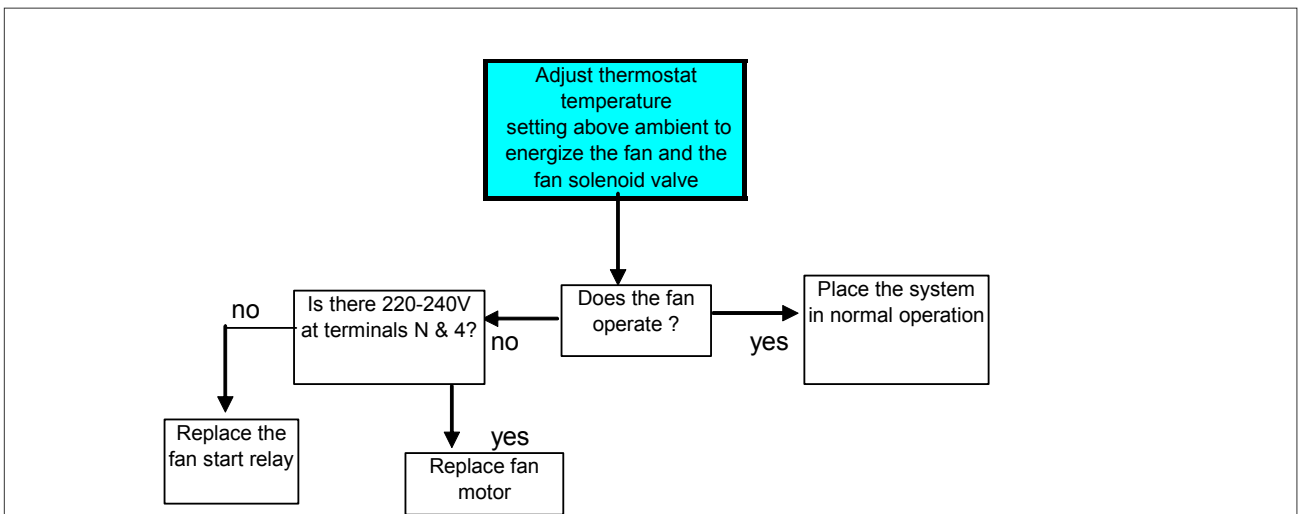 Adjust thermostat
temperature
setting above ambient to
energize the fan and the
fan solenoid valve
Does the fan
operate ?
yes
Place the system
in normal operation
no
Is there 220-240V
at terminals N & 4?
no
Replace the
fan start relay
yes
Replace fan
motor